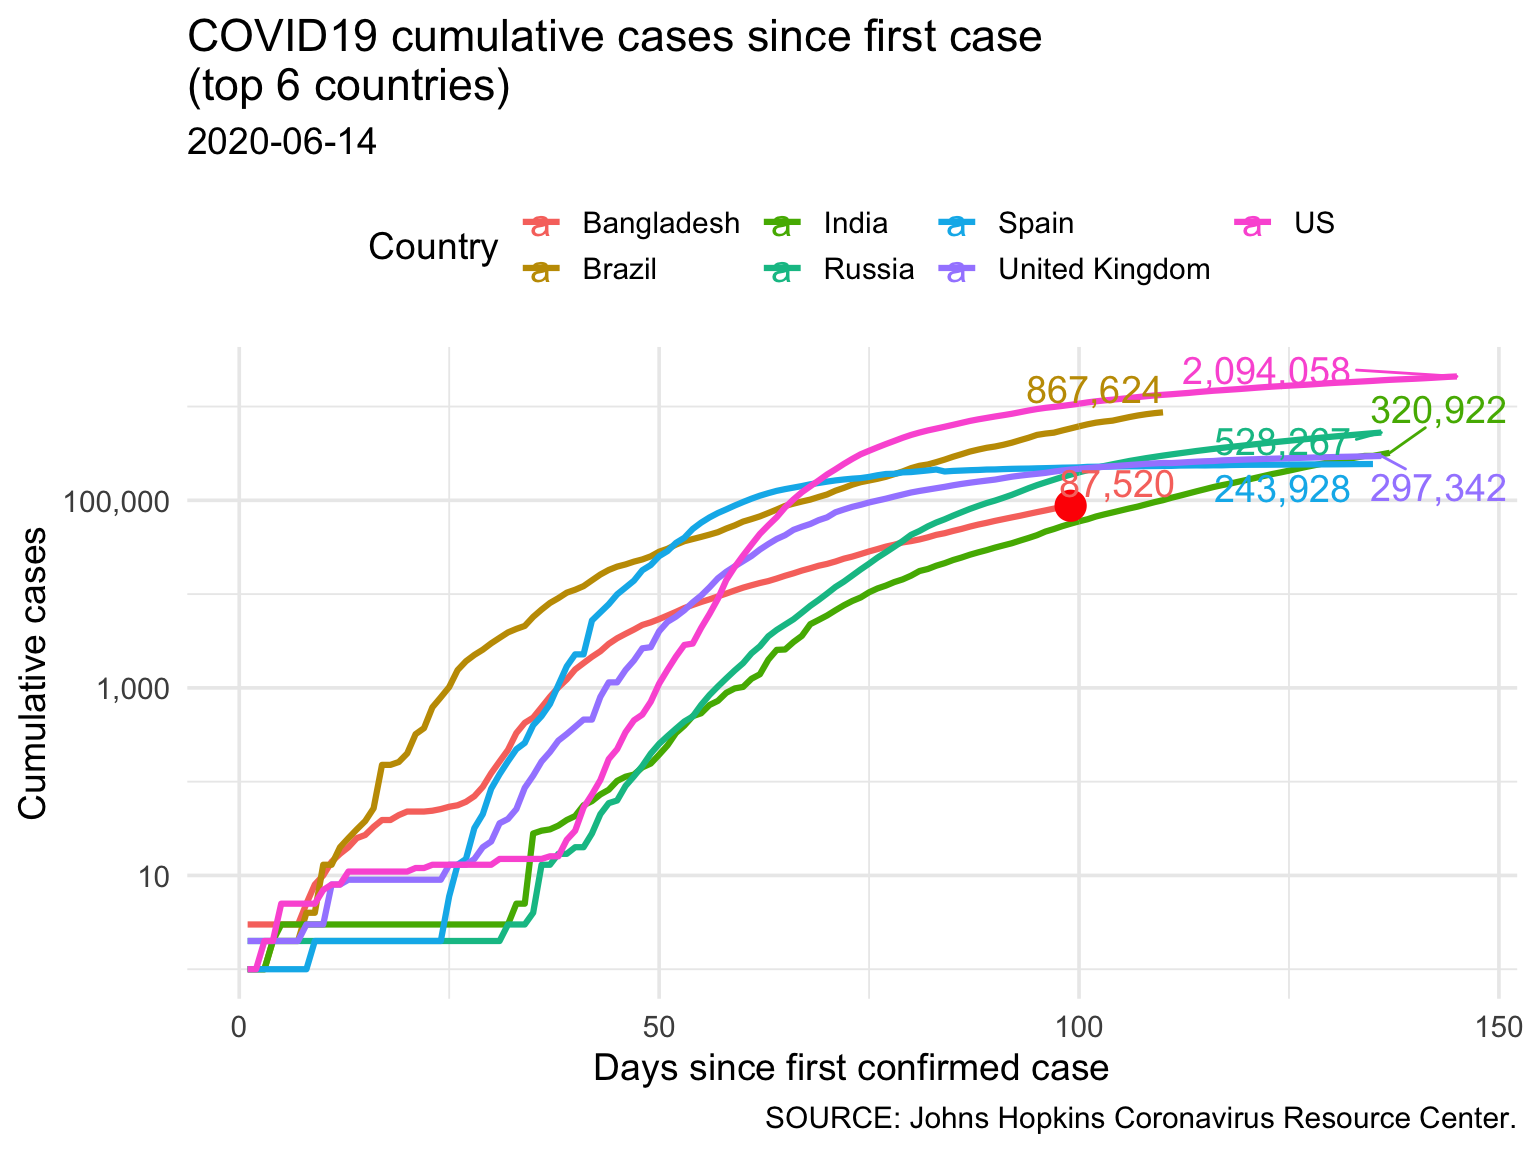 COVID19 cumulative cases since first case
(top 6 countries)
2020-06-14
Country
a Bangladesh a India a Spain a US
a Brazil a Russia a United Kingdom
2,094,058
867,624
320,922
528,267
87,520
243,928
297,342
100,000
1,000
10
Cumulative cases
0 50 100 150
Days since first confirmed case
SOURCE: Johns Hopkins Coronavirus Resource Center.